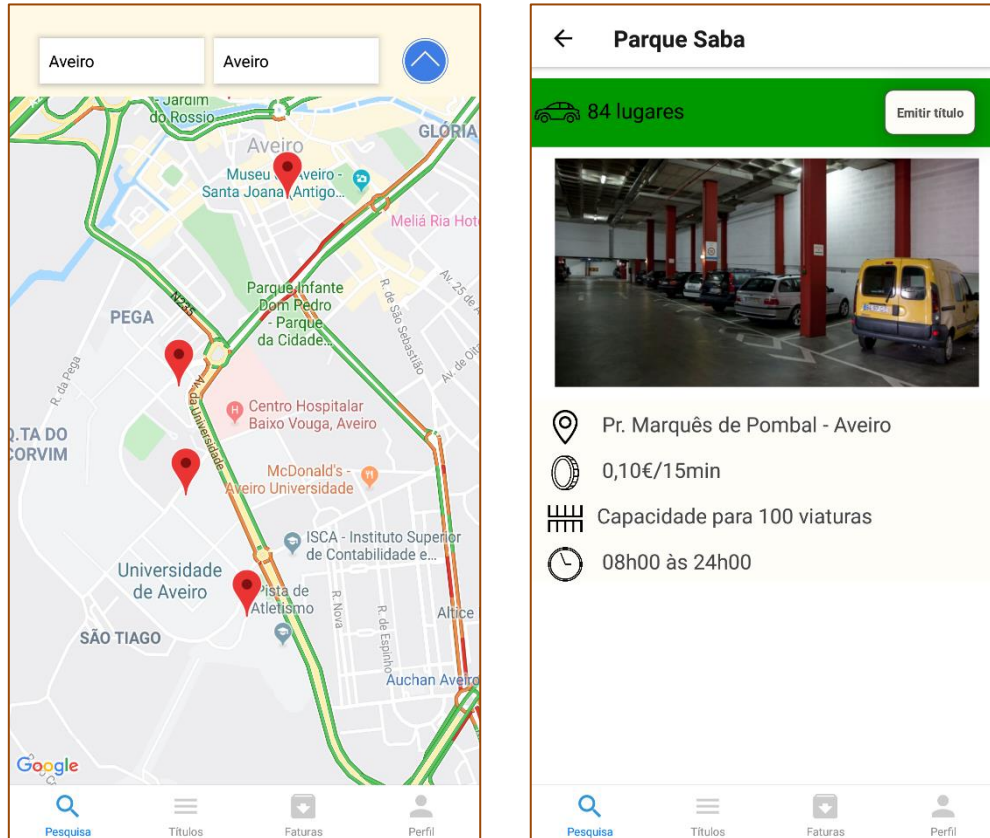 Aveiro
Aveiro
- Jardim
do Rossio
Aveiro
GLÓRIA
Museu
Aveiro -
Santa Joana (Antigo...
Meliá Ria Hot
Av. 25 de
Parque Infante
Dom Pedro
- Parque
da Cidade...
R. de São Sebastião
N235
PEGA
R. da Pega
Av. da Universidade
Centro Hospitalar
Baixo Vouga, Aveiro
TA DO
CORVIM
McDonald's -
Aveiro Universidade
ISCA - Instituto Superior
de Contabilidade e...
Universidade
de Aveiro
Pista de
Atletismo
R. Nova
R. de Espinho
Altice
SÃO TIAGO
Auchan Aveiro
Google
Pesquisa
Títulos
Faturas
Perfil
Parque Saba
84 lugares
Emitir título
Pr. Marquês de Pombal - Aveiro
0,10€/15min
Capacidade para 100 viaturas
08h00 às 24h00
Pesquisa
Títulos
Faturas
Perfil